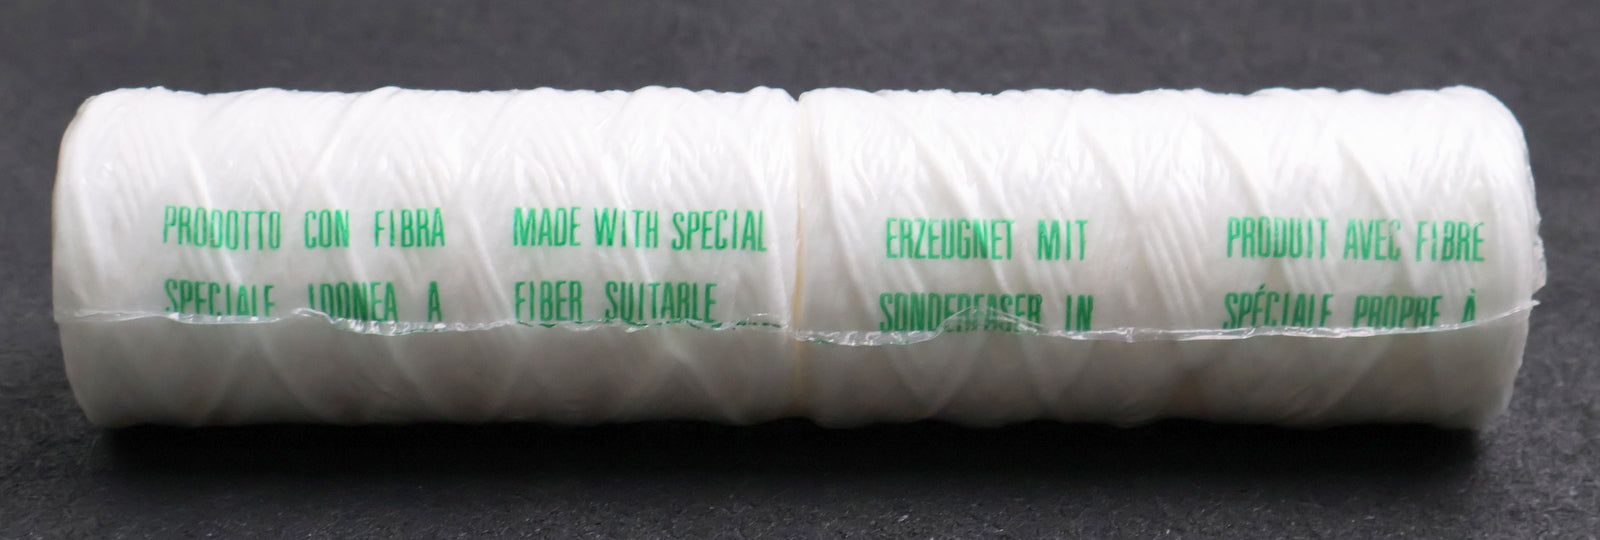 PRODOTTO CON FIBRA
SPECIALE IDONEA A
MADE WITH SPECIAL
FIBER SUITABLE
ERZEUGNET MIT
SONDERFASER IN
PRODUIT AVEC FIBRE
SPÉCIALE PROPRE À